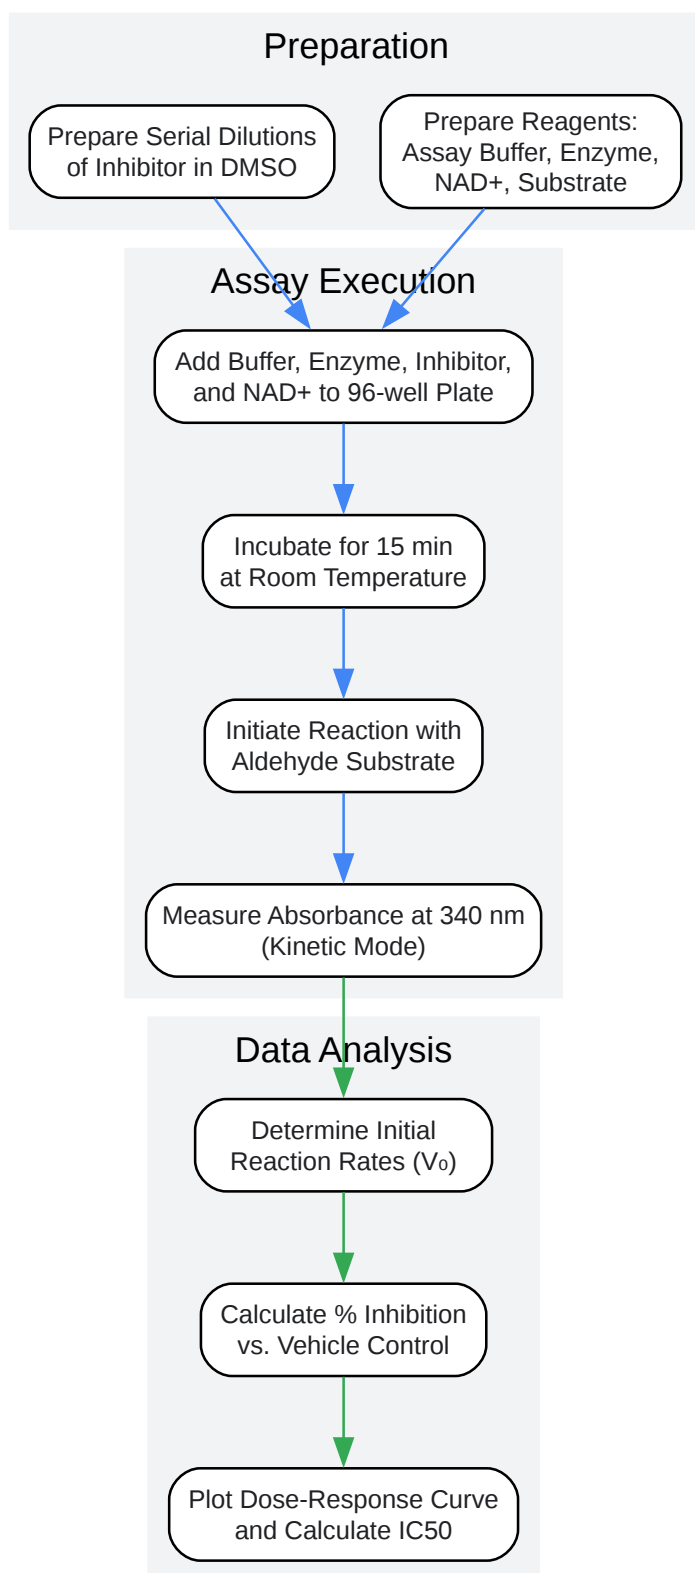 Preparation
Prepare Serial Dilutions
of Inhibitor in DMSO
Prepare Reagents:
Assay Buffer, Enzyme,
NAD+, Substrate
Assay Execution
Add Buffer, Enzyme, Inhibitor,
and NAD+ to 96-well Plate
Incubate for 15 min
at Room Temperature
Initiate Reaction with
Aldehyde Substrate
Measure Absorbance at 340 nm
(Kinetic Mode)
Data Analysis
Determine Initial
Reaction Rates (V₀)
Calculate % Inhibition
vs. Vehicle Control
Plot Dose-Response Curve
and Calculate IC50